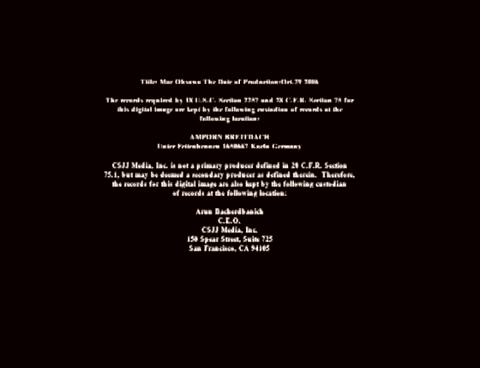 Title: Mae Obsaun The Date of Production:Oct.29 2006
The records required by 18 U.S.C. Section 2257 and 28 C.F.R. Section 75 for
this digital image are kept by the following custodian of records at the
following location:
AMPORN BREITBACH
Unter 50667 Koeln Germany
CSJJ Media, Inc. is not a primary producer defined in 28 C.F.R. Section
75.1, but may be deemed a secondary producer as defined therein. Therefore,
the records for this digital image are also kept by the following custodian
of records at the following location:
Arun
C.E.O.
CSJJ Media, Inc.
150 Spear Street, Suite 725
San Francisco, CA 94105